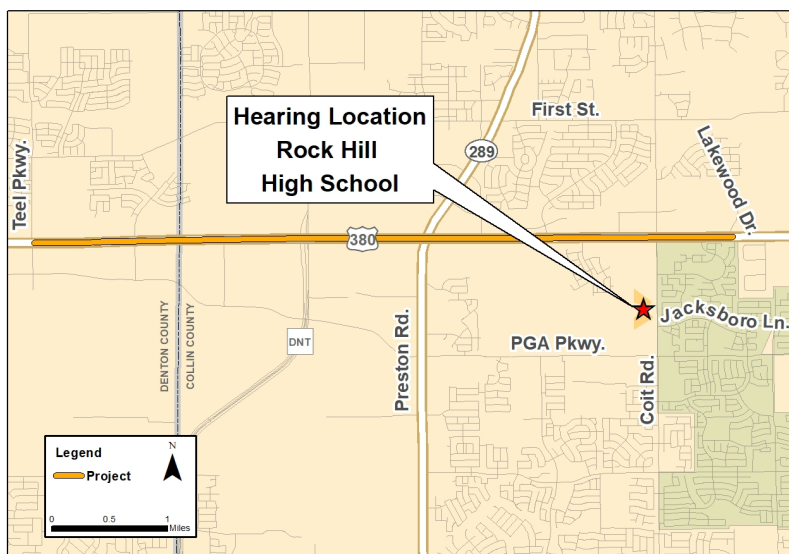 Hearing Location
Rock Hill
High School
First St.
Lakewood Dr.
289
Teel Pkwy.
380
Jacksboro Ln.
PGA Pkwy.
DNT
DENTON COUNTY
COLLIN COUNTY
Preston Rd.
Coit Rd.
Legend
Project
N
0 0.5 1
Miles